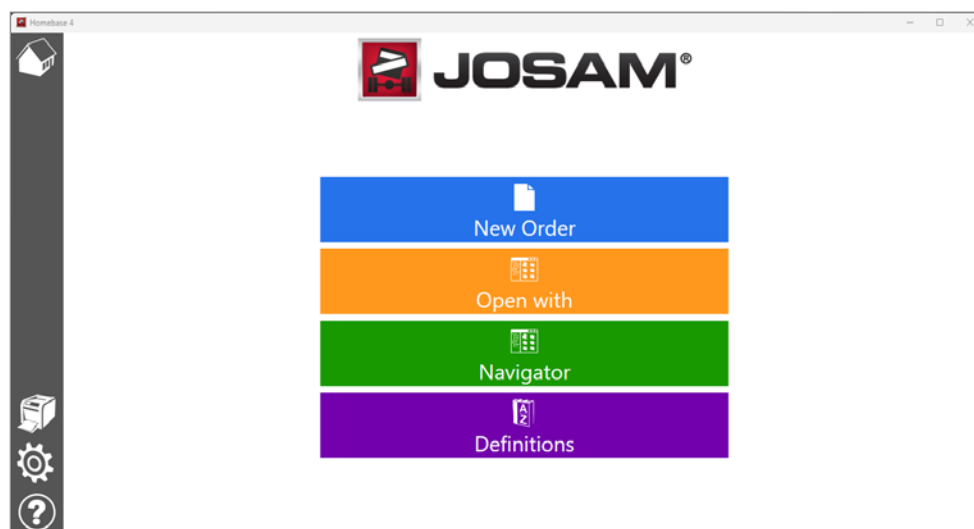 Homebase 4
JOSAM®
New Order
Open with
Navigator
A
Z
Definitions
?